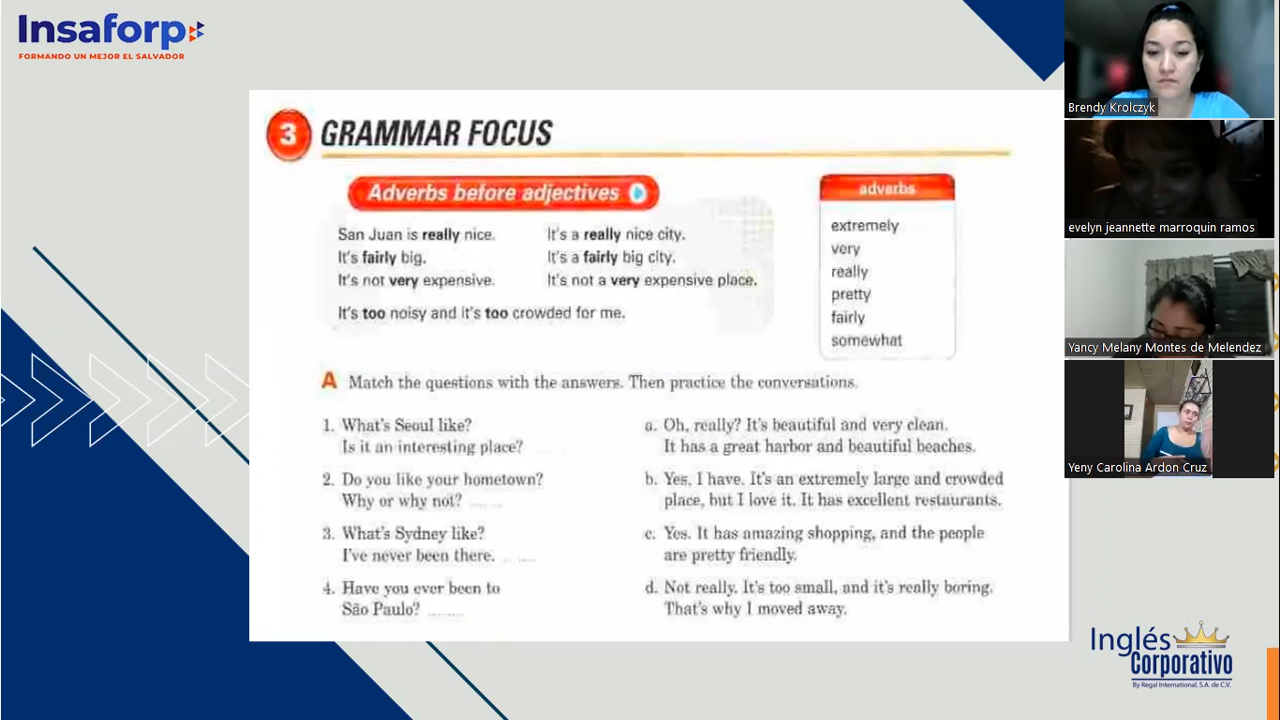 Insaforp
FORMANDO UN MEJOR EL SALVADOR
3 GRAMMAR FOCUS
Adverbs before adjectives
San Juan is really nice.
It's a really nice city.
It's fairly big.
It's a fairly big city.
It's not very expensive.
It's not a very expensive place.
It's too noisy and it's too crowded for me.
adverbs
extremely
very
really
pretty
fairly
somewhat
A Match the questions with the answers. Then practice the conversations.
1. What's Seoul like?
Is it an interesting place?
2. Do you like your hometown?
Why or why not? ........
3. What's Sydney like?
I've never been there. ........
4. Have you ever been to
São Paulo? ........
a. Oh, really? It's beautiful and very clean.
It has a great harbor and beautiful beaches.
b. Yes, I have. It's an extremely large and crowded
place, but I love it. It has excellent restaurants.
c. Yes. It has amazing shopping, and the people
are pretty friendly.
d. Not really. It's too small, and it's really boring.
That's why I moved away.
Brendy Krolczyk
evelyn jeannette marroquin ramos
Yancy Melany Montes de Melendez
Yeny Carolina Ardon Cruz
Inglés
Corporativo
By Regal International, S.A. de C.V.